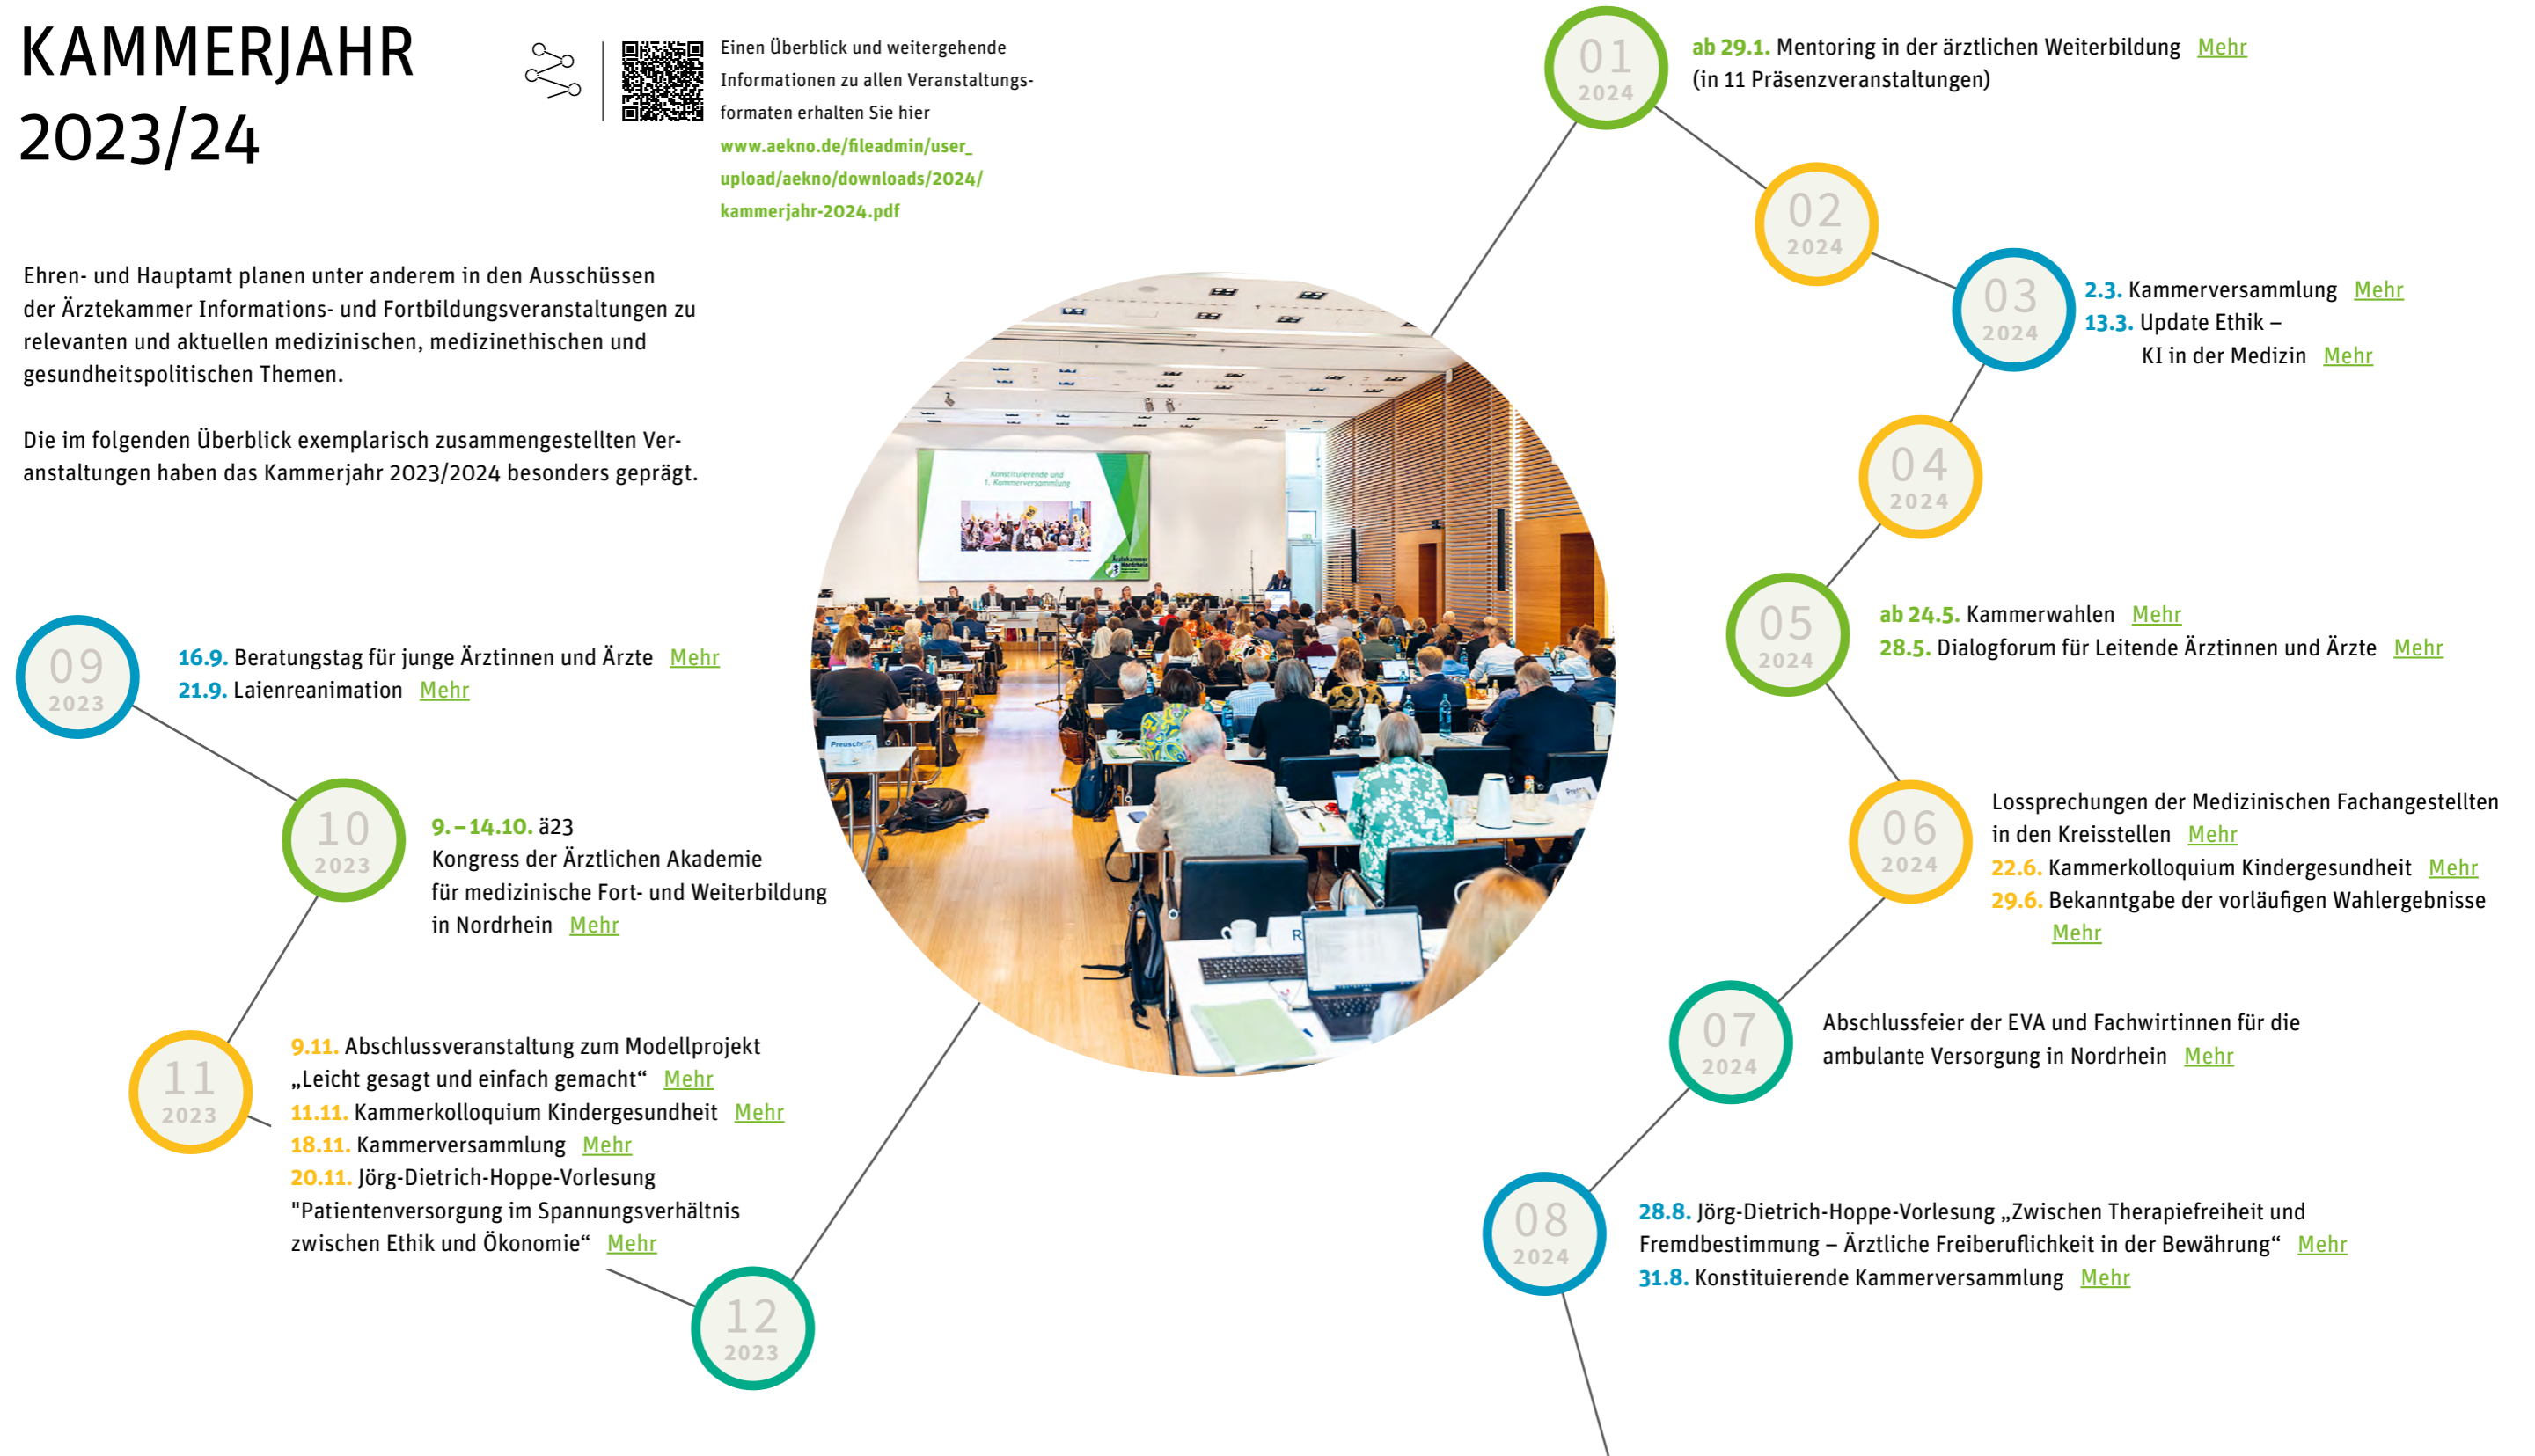 KAMMERJAHR
2023/24
Einen Überblick und weitergehende
Informationen zu allen Veranstaltungs-
formaten erhalten Sie hier
www.aekno.de/fileadmin/user_
upload/aekno/downloads/2024/
kammerjahr-2024.pdf
Ehren- und Hauptamt planen unter anderem in den Ausschüssen
der Ärztekammer Informations- und Fortbildungsveranstaltungen zu
relevanten und aktuellen medizinischen, medizinethischen und
gesundheitspolitischen Themen.
Die im folgenden Überblick exemplarisch zusammengestellten Ver-
anstaltungen haben das Kammerjahr 2023/2024 besonders geprägt.
09
2023
16.9. Beratungstag für junge Ärztinnen und Ärzte Mehr
21.9. Laienreanimation Mehr
10
2023
9. – 14.10. ä23
Kongress der Ärztlichen Akademie
für medizinische Fort- und Weiterbildung
in Nordrhein Mehr
11
2023
9.11. Abschlussveranstaltung zum Modellprojekt
„Leicht gesagt und einfach gemacht“ Mehr
11.11. Kammerkolloquium Kindergesundheit Mehr
18.11. Kammerversammlung Mehr
20.11. Jörg-Dietrich-Hoppe-Vorlesung
"Patientenversorgung im Spannungsverhältnis
zwischen Ethik und Ökonomie“ Mehr
12
2023
Konstituierende und
1. Kammerversammlung
Ärztekammer
Nordrhein
Preusch
Presse
R
01
2024
ab 29.1. Mentoring in der ärztlichen Weiterbildung Mehr
(in 11 Präsenzveranstaltungen)
02
2024
03
2024
2.3. Kammerversammlung Mehr
13.3. Update Ethik –
KI in der Medizin Mehr
04
2024
05
2024
ab 24.5. Kammerwahlen Mehr
28.5. Dialogforum für Leitende Ärztinnen und Ärzte Mehr
06
2024
Lossprechungen der Medizinischen Fachangestellten
in den Kreisstellen Mehr
22.6. Kammerkolloquium Kindergesundheit Mehr
29.6. Bekanntgabe der vorläufigen Wahlergebnisse
Mehr
07
2024
Abschlussfeier der EVA und Fachwirtinnen für die
ambulante Versorgung in Nordrhein Mehr
08
2024
28.8. Jörg-Dietrich-Hoppe-Vorlesung „Zwischen Therapiefreiheit und
Fremdbestimmung – Ärztliche Freiberuflichkeit in der Bewährung“ Mehr
31.8. Konstituierende Kammerversammlung Mehr